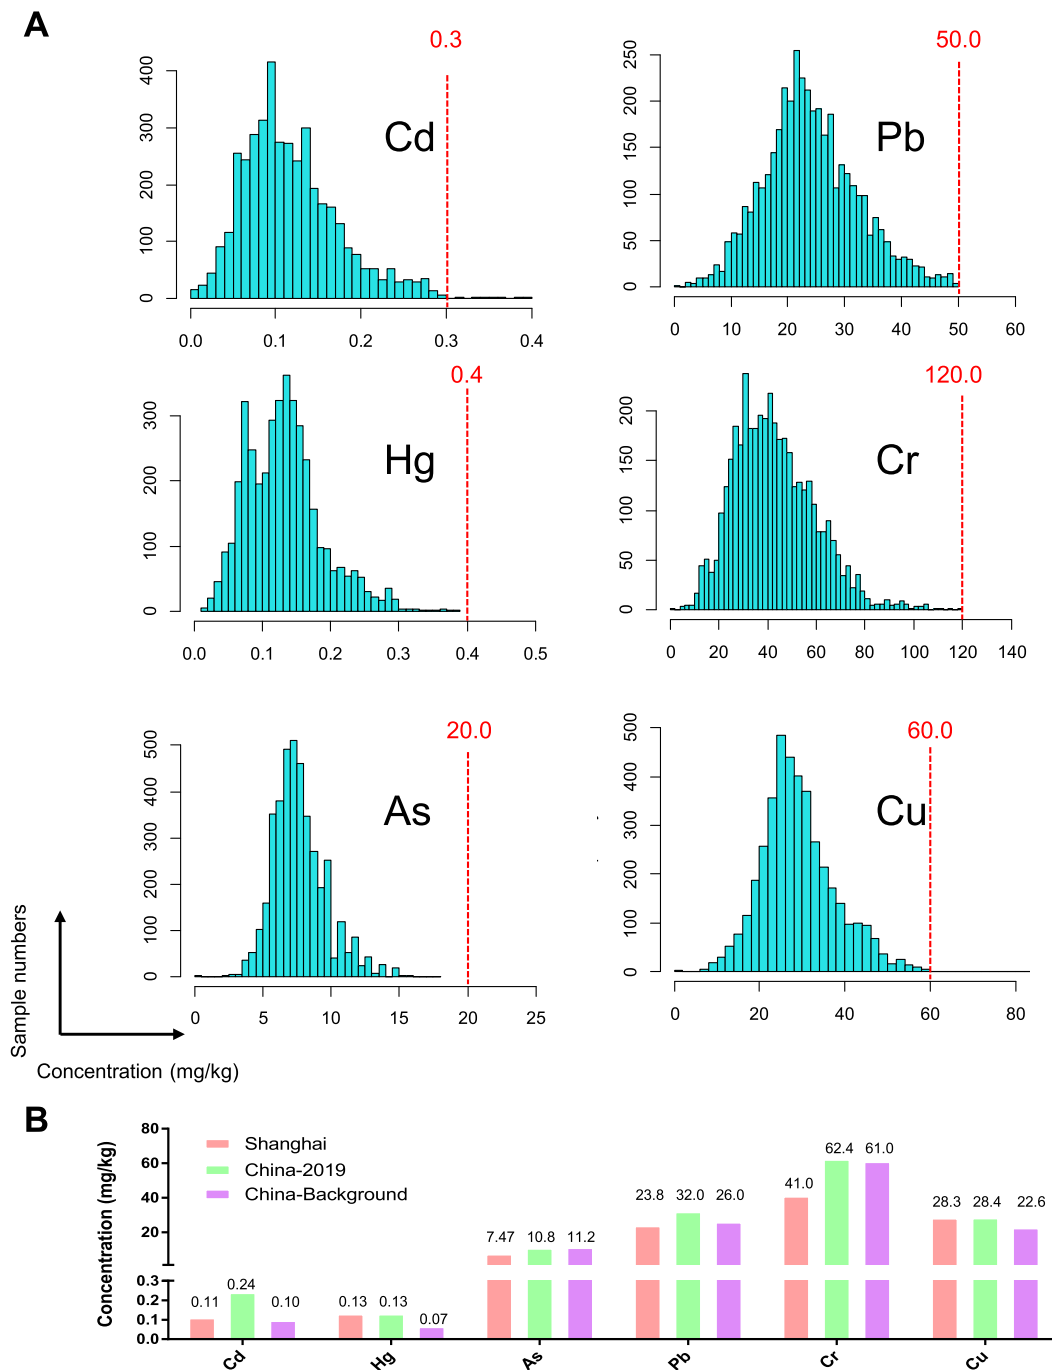 A
0.3
Cd
0
100
200
300
400
0.0 0.1 0.2 0.3 0.4
50.0
Pb
0
50
100
150
200
250
0 10 20 30 40 50 60
0.4
Hg
0
100
200
300
0.0 0.1 0.2 0.3 0.4 0.5
120.0
Cr
0
50
100
150
200
0 20 40 60 80 100 120 140
20.0
As
0
100
200
300
400
500
0 5 10 15 20 25
60.0
Cu
0
100
200
300
400
500
0 20 40 60 80
Sample numbers
Concentration (mg/kg)
B
Concentration (mg/kg)
80
60
40
20
0.3
0.2
0.1
0.0
Shanghai
China-2019
China-Background
0.11 0.24 0.10
0.13 0.13 0.07
7.47 10.8 11.2
23.8 32.0 26.0
41.0 62.4 61.0
28.3 28.4 22.6
Cd Hg As Pb Cr Cu